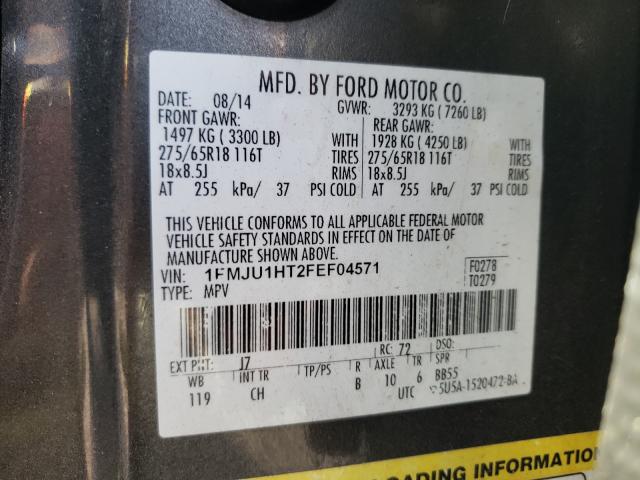 MFD. BY FORD MOTOR CO.
DATE: 08/14 GVWR: 3293 KG ( 7260 LB)
FRONT GAWR: REAR GAWR:
1497 KG ( 3300 LB) WITH 1928 KG ( 4250 LB) WITH
275/65R18 116T TIRES 275/65R18 116T TIRES
18x8.5J RIMS 18x8.5J RIMS
AT 255 kPa/ 37 PSI COLD AT 255 kPa/ 37 PSI COLD
THIS VEHICLE CONFORMS TO ALL APPLICABLE FEDERAL MOTOR
VEHICLE SAFETY STANDARDS IN EFFECT ON THE DATE OF
MANUFACTURE SHOWN ABOVE.
VIN: 1FMJU1HT2FEF04571 F0278
TYPE: MPV T0279
EXT PNT: J7 RC: 72 DSO:
WB INT TR TP/PS R AXLE TR SPR
119 CH B 10 6 BB55
UTC 5U5A-1520472-BA
LOADING INFORMATION